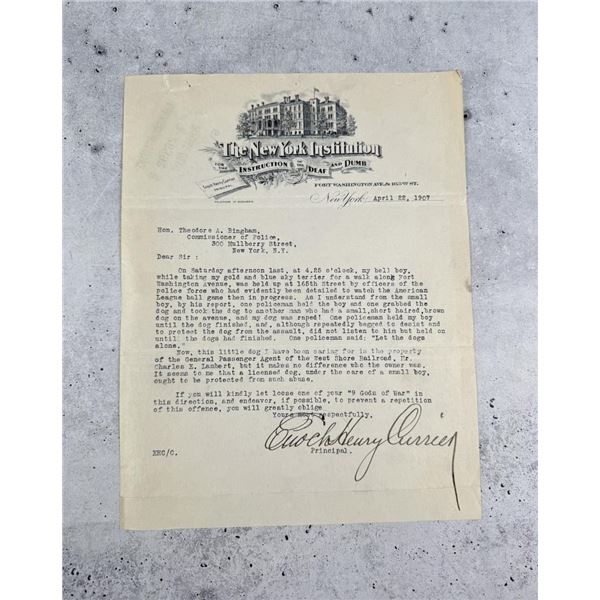 The New York Institution
FOR THE INSTRUCTION OF THE DEAF AND DUMB
Enoch Henry Currier,
Principal.
FORT WASHINGTON AVE. & 163RD ST.
New York, April 22, 1907
Hon. Theodore A. Bingham,
Commissioner of Police,
300 Mullberry Street,
New York, N.Y.
Dear Sir :
On Saturday afternoon last, at 4.25 o'clock, my bell boy,
while taking my gold and blue sky terrier for a walk along Fort
Washington Avenue, was held up at 165th Street by officers of the
police force who had evidently been detailed to watch the American
League ball game then in progress. As I understand from the small
boy, by his report, one policeman held the boy and one grabbed the
dog and took the dog to another man who had a small, short haired, brown
dog on the avenue, and my dog was raped! One policeman held my boy
until the dog finished, and, although repeatedly begged to desist and
to protect the dog from the assault, did not listen to him but held on
until the dogs had finished. One policeman said: "Let the dogs
alone."
Now, this little dog I have been caring for is the property
of the General Passenger Agent of the West Shore Railroad, Mr.
Charles E. Lambert, but it makes no difference who the owner was.
It seems to me that a licensed dog, under the care of a small boy,
ought to be protected from such abuse.
If you will kindly let loose one of your "9 Gods of War" in
this direction, and endeavor, if possible, to prevent a repetition
of this offence, you will greatly oblige
Yours most respectfully,
Enoch Henry Currier
EHC/C.
Principal.